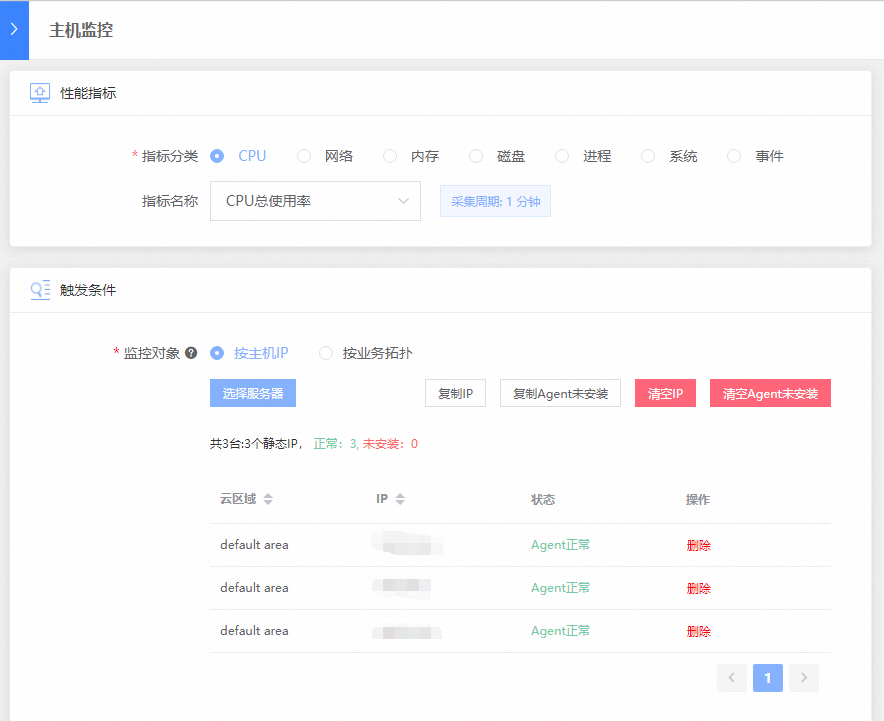 主机监控
性能指标
* 指标分类 CPU 网络 内存 磁盘 进程 系统 事件
指标名称 CPU总使用率 采集周期: 1 分钟
触发条件
* 监控对象 ? 按主机IP 按业务拓扑
选择服务器 复制IP 复制Agent未安装 清空IP 清空Agent未安装
共3台:3个静态IP， 正常：3, 未安装：0
云区域 IP 状态 操作
default area Agent正常 删除
default area Agent正常 删除
default area Agent正常 删除
1